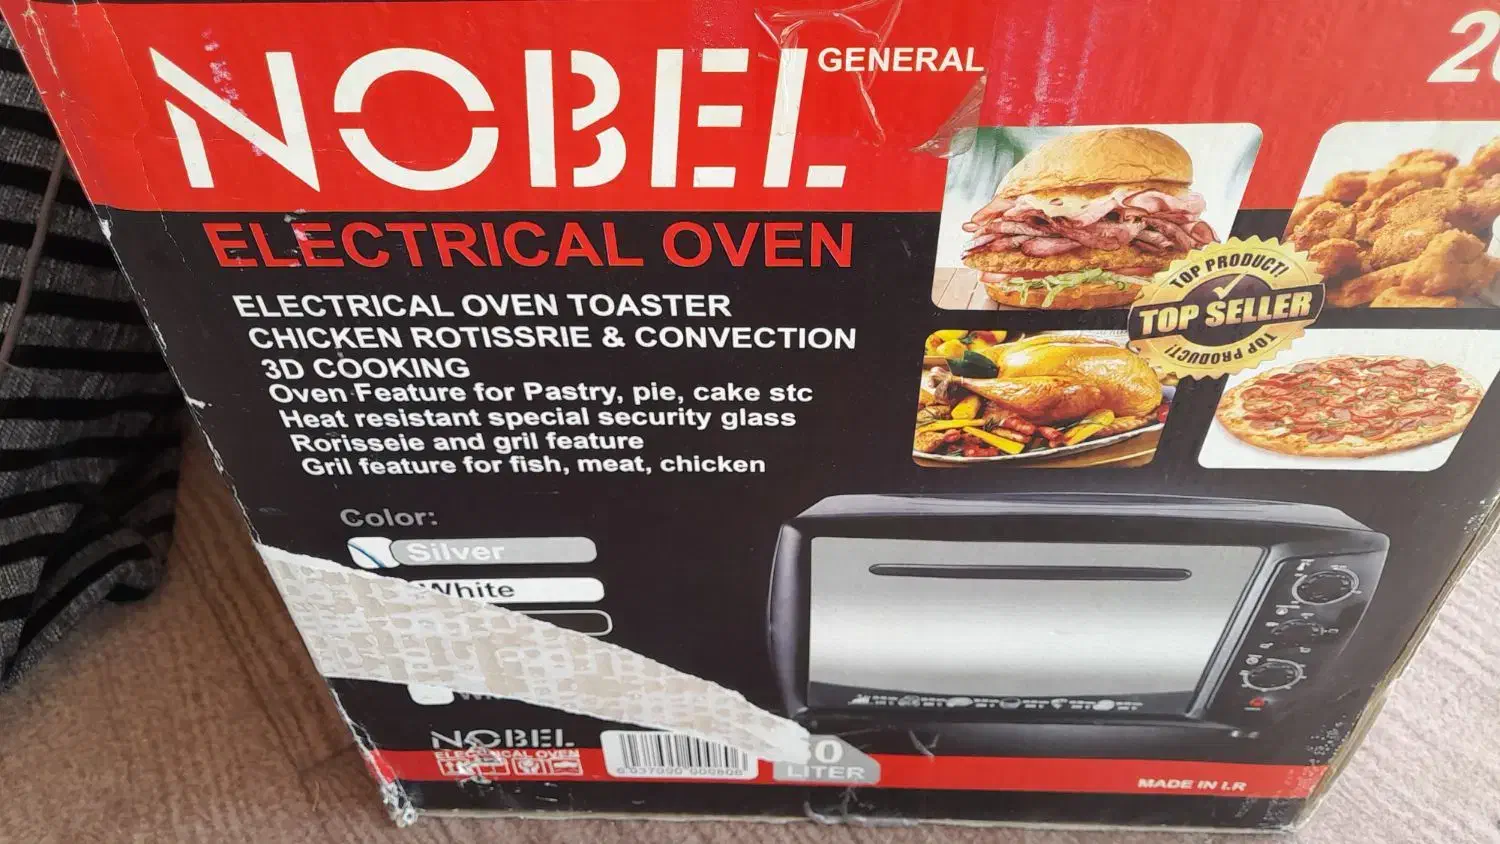 NOBEL
GENERAL
ELECTRICAL OVEN
ELECTRICAL OVEN TOASTER
CHICKEN ROTISSRIE & CONVECTION
3D COOKING
Oven Feature for Pastry, pie, cake stc
Heat resistant special security glass
Rorisseie and gril feature
Gril feature for fish, meat, chicken
TOP PRODUCT!
TOP SELLER
TOP PRODUCT!
Color:
Silver
White
NOBEL
ELECTRICAL OVEN
LITER
MADE IN I.R